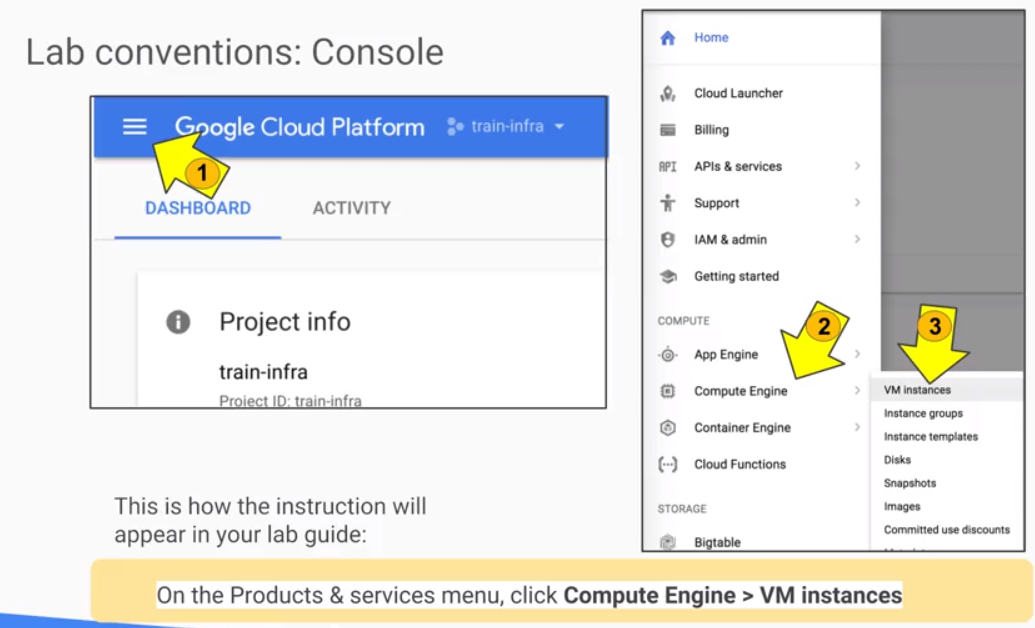 Lab conventions: Console
Google Cloud Platform train-infra
1
DASHBOARD ACTIVITY
Project info
train-infra
Project ID: train-infra
Home
Cloud Launcher
Billing
API APIs & services
Support
IAM & admin
Getting started
COMPUTE
2
3
App Engine
Compute Engine
Container Engine
Cloud Functions
STORAGE
Bigtable
VM instances
Instance groups
Instance templates
Disks
Snapshots
Images
Committed use discounts
This is how the instruction will
appear in your lab guide:
On the Products & services menu, click Compute Engine > VM instances